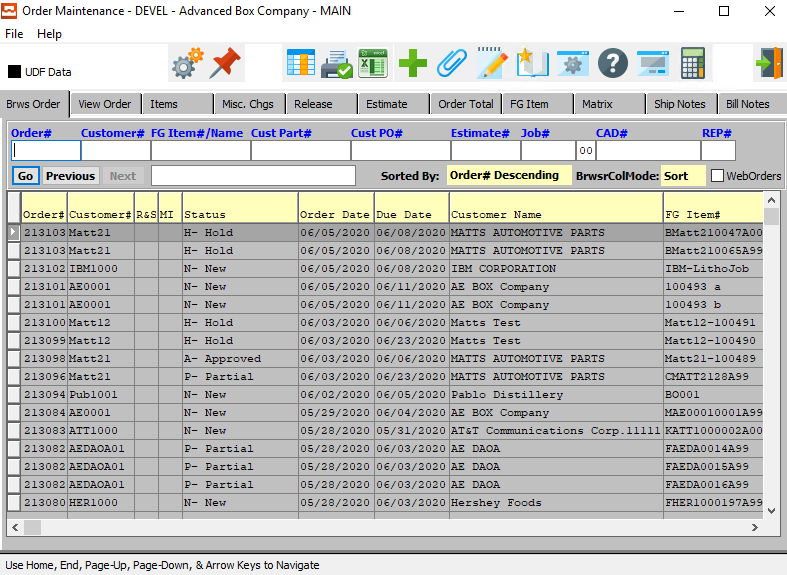 Order Maintenance - DEVEL - Advanced Box Company - MAIN
File Help
UDF Data
Brws Order View Order Items Misc. Chgs Release Estimate Order Total FG Item Matrix Ship Notes Bill Notes
Order# Customer# FG Item#/Name Cust Part# Cust PO# Estimate# Job# CAD# REP#
00
Go Previous Next Sorted By: Order# Descending BrwsrColMode: Sort WebOrders
Order# Customer# R&S MI Status Order Date Due Date Customer Name FG Item#
213103 Matt21 H- Hold 06/05/2020 06/08/2020 MATTS AUTOMOTIVE PARTS BMatt210047A00
213103 Matt21 H- Hold 06/05/2020 06/08/2020 MATTS AUTOMOTIVE PARTS BMatt210065A99
213102 IBM1000 N- New 06/05/2020 06/08/2020 IBM CORPORATION IBM-LithoJob
213101 AE0001 N- New 06/05/2020 06/11/2020 AE BOX Company 100493 a
213101 AE0001 N- New 06/05/2020 06/11/2020 AE BOX Company 100493 b
213100 Matt12 H- Hold 06/03/2020 06/06/2020 Matts Test Matt12-100491
213099 Matt12 H- Hold 06/03/2020 06/23/2020 Matts Test Matt12-100490
213098 Matt21 A- Approved 06/03/2020 06/23/2020 MATTS AUTOMOTIVE PARTS Matt21-100489
213096 Matt21 P- Partial 06/03/2020 06/23/2020 MATTS AUTOMOTIVE PARTS CMATT2128A99
213094 Pub1001 N- New 06/02/2020 06/05/2020 Pablo Distillery BO001
213084 AE0001 N- New 05/29/2020 06/04/2020 AE BOX Company MAE00010001A99
213083 ATT1000 N- New 05/28/2020 05/31/2020 AT&T Communications Corp.11111 KATT1000002A00
213082 AEDAOA01 P- Partial 05/28/2020 06/03/2020 AE DAOA FAEDA0014A99
213082 AEDAOA01 P- Partial 05/28/2020 06/03/2020 AE DAOA FAEDA0015A99
213082 AEDAOA01 P- Partial 05/28/2020 06/03/2020 AE DAOA FAEDA0016A99
213080 HER1000 N- New 05/28/2020 06/03/2020 Hershey Foods FHER1000197A99
Use Home, End, Page-Up, Page-Down, & Arrow Keys to Navigate